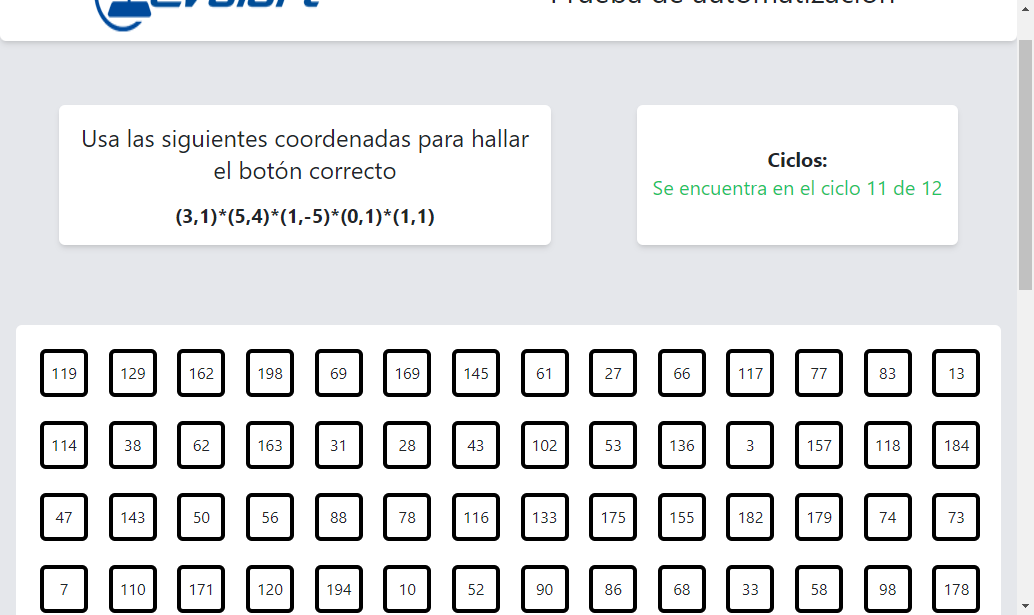 Prueba de automatización
Usa las siguientes coordenadas para hallar
el botón correcto
(3,1)*(5,4)*(1,-5)*(0,1)*(1,1)
Ciclos:
Se encuentra en el ciclo 11 de 12
119 129 162 198 69 169 145 61 27 66 117 77 83 13
114 38 62 163 31 28 43 102 53 136 3 157 118 184
47 143 50 56 88 78 116 133 175 155 182 179 74 73
7 110 171 120 194 10 52 90 86 68 33 58 98 178